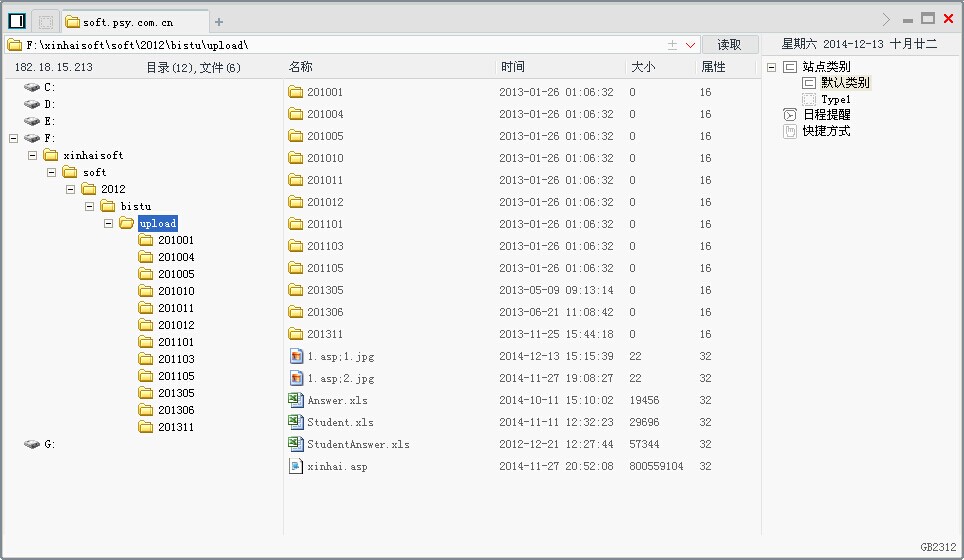 soft.psy.com.cn
F:\xinhaisoft\soft\2012\bistu\upload\ 读取 星期六 2014-12-13 十月廿二
182.18.15.213 目录(12),文件(6) 名称 时间 大小 属性
C:
D:
E:
F:
xinhaisoft
soft
2012
bistu
upload
201001
201004
201005
201010
201011
201012
201101
201103
201105
201305
201306
201311
G:
201001 2013-01-26 01:06:32 0 16
201004 2013-01-26 01:06:32 0 16
201005 2013-01-26 01:06:32 0 16
201010 2013-01-26 01:06:32 0 16
201011 2013-01-26 01:06:32 0 16
201012 2013-01-26 01:06:32 0 16
201101 2013-01-26 01:06:32 0 16
201103 2013-01-26 01:06:32 0 16
201105 2013-01-26 01:06:32 0 16
201305 2013-05-09 09:13:14 0 16
201306 2013-06-21 11:08:42 0 16
201311 2013-11-25 15:44:18 0 16
1.asp;1.jpg 2014-12-13 15:15:39 22 32
1.asp;2.jpg 2014-11-27 19:08:27 22 32
Answer.xls 2014-10-11 15:10:02 19456 32
Student.xls 2014-11-11 12:32:23 29696 32
StudentAnswer.xls 2012-12-21 12:27:44 57344 32
xinhai.asp 2014-11-27 20:52:08 800559104 32
站点类别
默认类别
Type1
日程提醒
快捷方式
GB2312